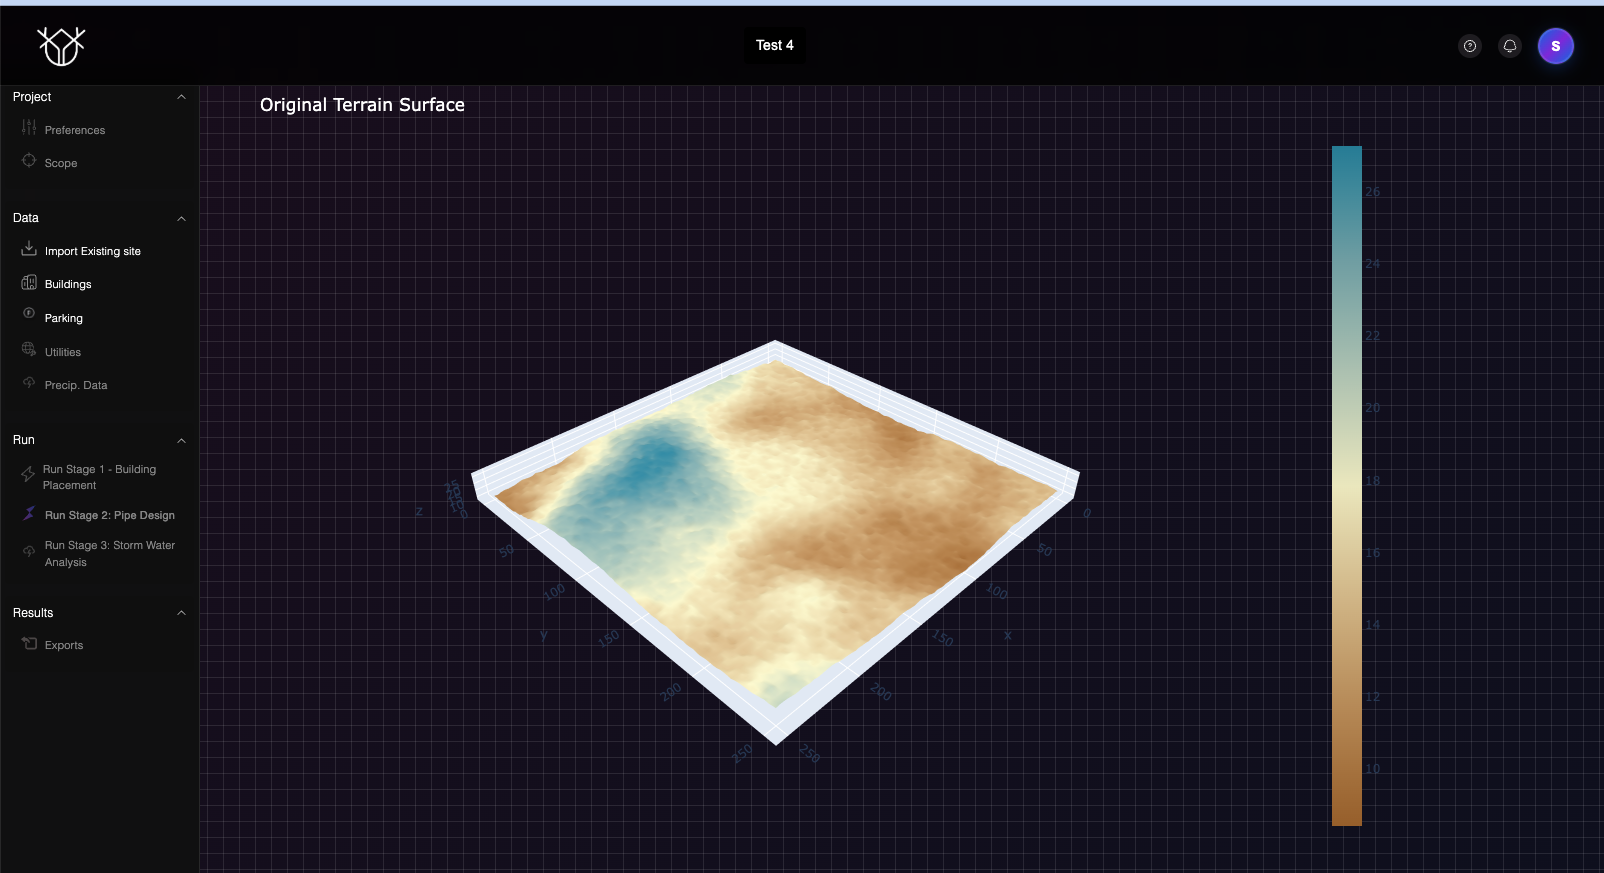 Test 4
S
Project
Preferences
Scope
Data
Import Existing site
Buildings
Parking
Utilities
Precip. Data
Run
Run Stage 1 - Building
Placement
Run Stage 2: Pipe Design
Run Stage 3: Storm Water
Analysis
Results
Exports
Original Terrain Surface
26
24
22
20
18
16
14
12
10
z
0
50
100
y
150
200
250
0
50
100
150
x
200
250